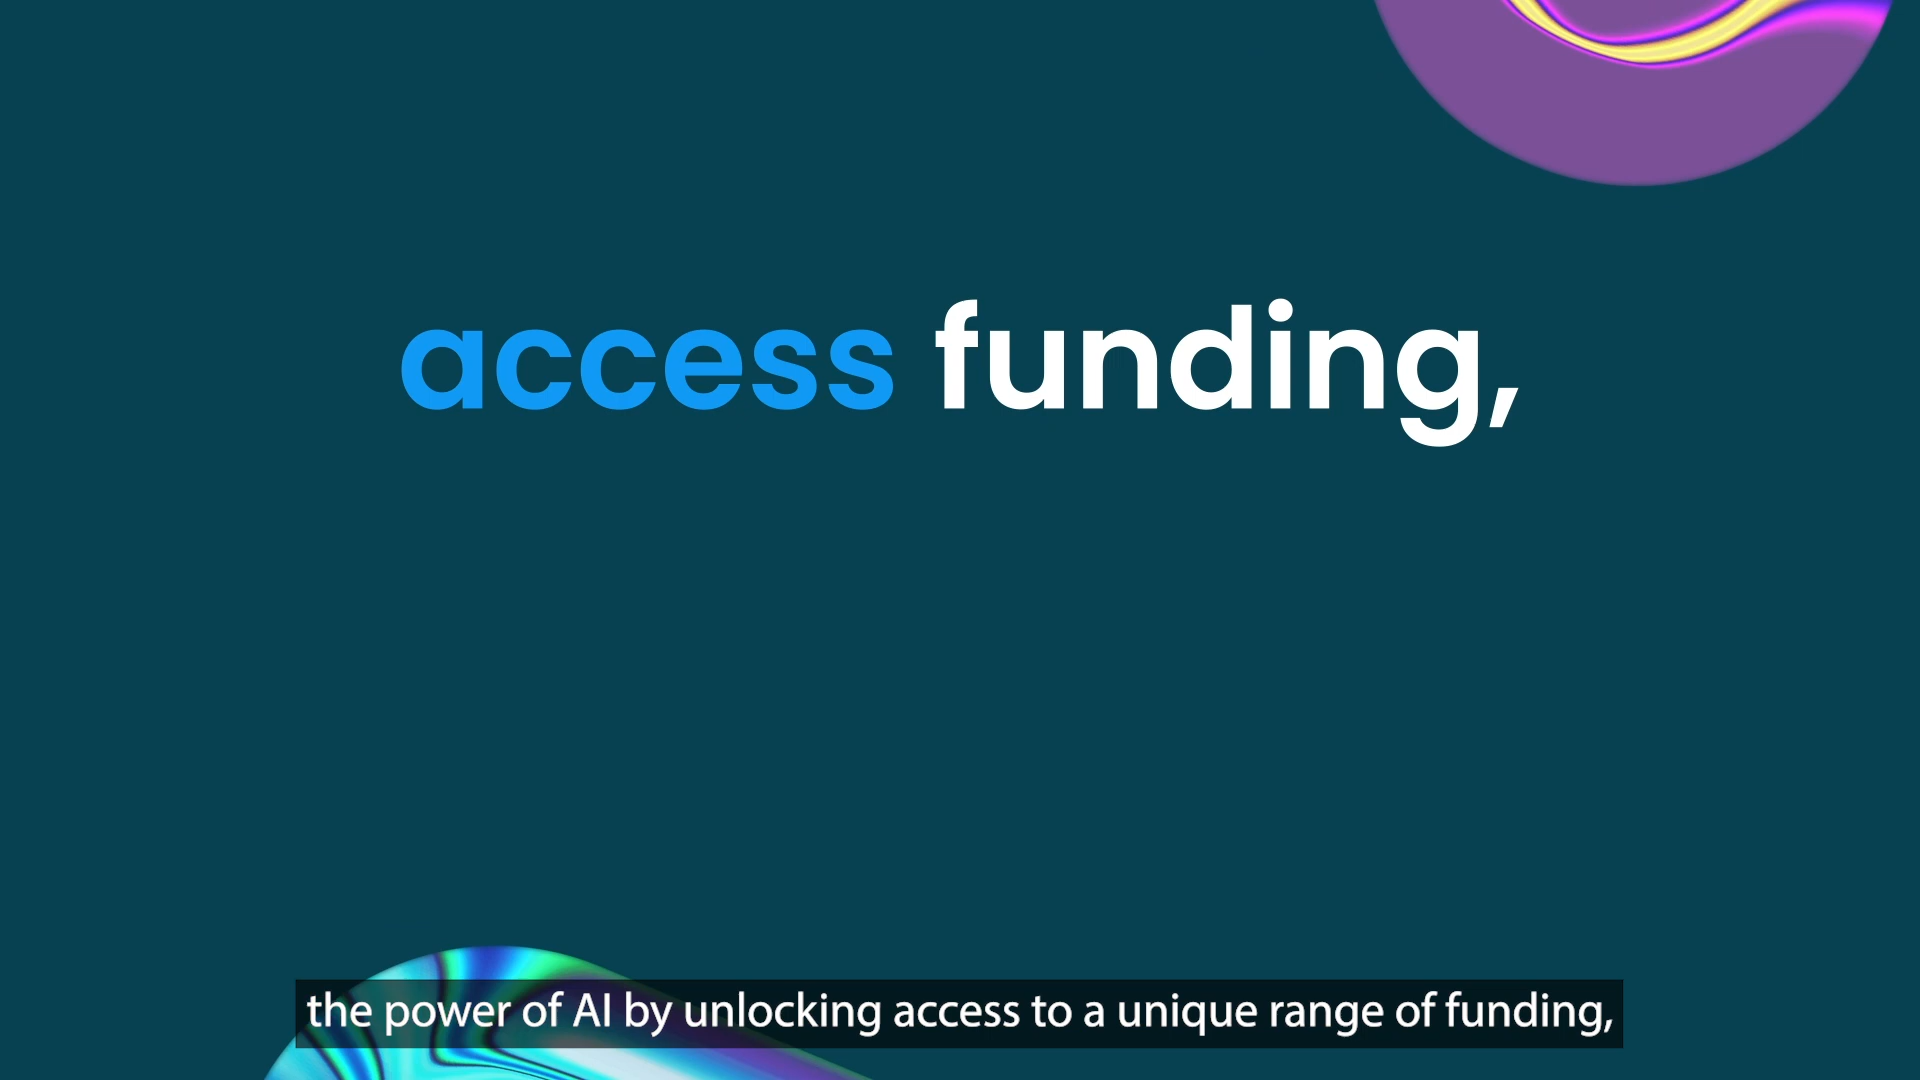 access funding,
the power of AI by unlocking access to a unique range of funding,